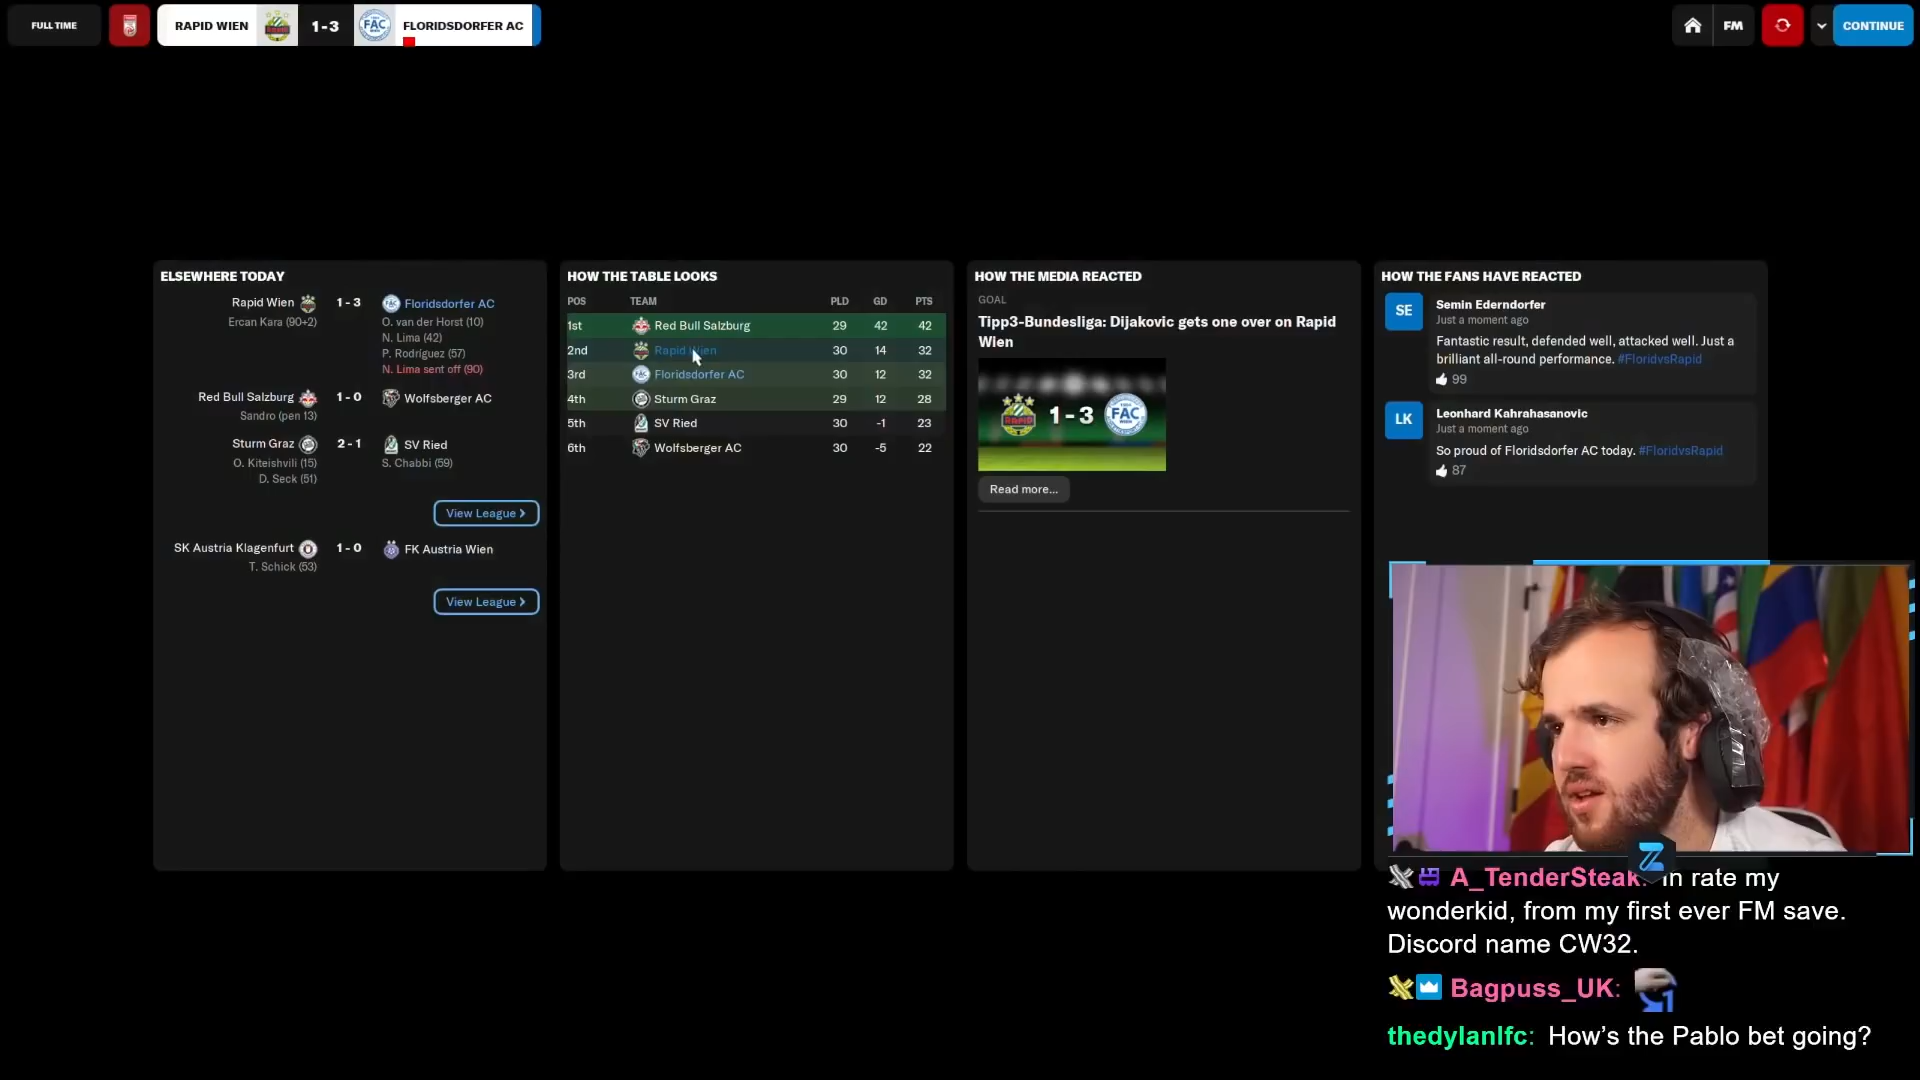 FULL TIME
RAPID WIEN 1-3 FLORIDSDORFER AC
FM
CONTINUE
ELSEWHERE TODAY
Rapid Wien 1 - 3 Floridsdorfer AC
Ercan Kara (90+2) O. van der Horst (10)
N. Lima (42)
P. Rodríguez (57)
N. Lima sent off (90)
Red Bull Salzburg 1 - 0 Wolfsberger AC
Sandro (pen 13)
Sturm Graz 2 - 1 SV Ried
O. Kiteishvili (15) S. Chabbi (59)
D. Seck (51)
View League >
SK Austria Klagenfurt 1 - 0 FK Austria Wien
T. Schick (53)
View League >
HOW THE TABLE LOOKS
POS TEAM PLD GD PTS
1st Red Bull Salzburg 29 42 42
2nd Rapid Wien 30 14 32
3rd Floridsdorfer AC 30 12 32
4th Sturm Graz 29 12 28
5th SV Ried 30 -1 23
6th Wolfsberger AC 30 -5 22
HOW THE MEDIA REACTED
GOAL
Tipp3-Bundesliga: Dijakovic gets one over on Rapid
Wien
1 - 3
Read more...
HOW THE FANS HAVE REACTED
SE
Semin Ederndorfer
Just a moment ago
Fantastic result, defended well, attacked well. Just a
brilliant all-round performance. #FloridvsRapid
99
LK
Leonhard Kahrahasanovic
Just a moment ago
So proud of Floridsdorfer AC today. #FloridvsRapid
87
A_TenderSteak: In rate my
wonderkid, from my first ever FM save.
Discord name CW32.
Bagpuss_UK:
thedylanlfc: How's the Pablo bet going?